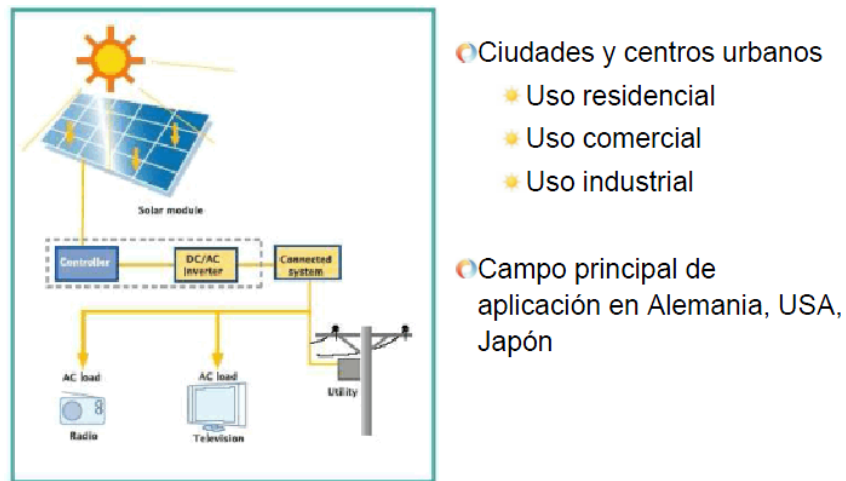 Solar module
Controller
DC/AC
inverter
Connected
system
AC load
Radio
AC load
Television
Utility
Ciudades y centros urbanos
Uso residencial
Uso comercial
Uso industrial
Campo principal de
aplicación en Alemania, USA,
Japón